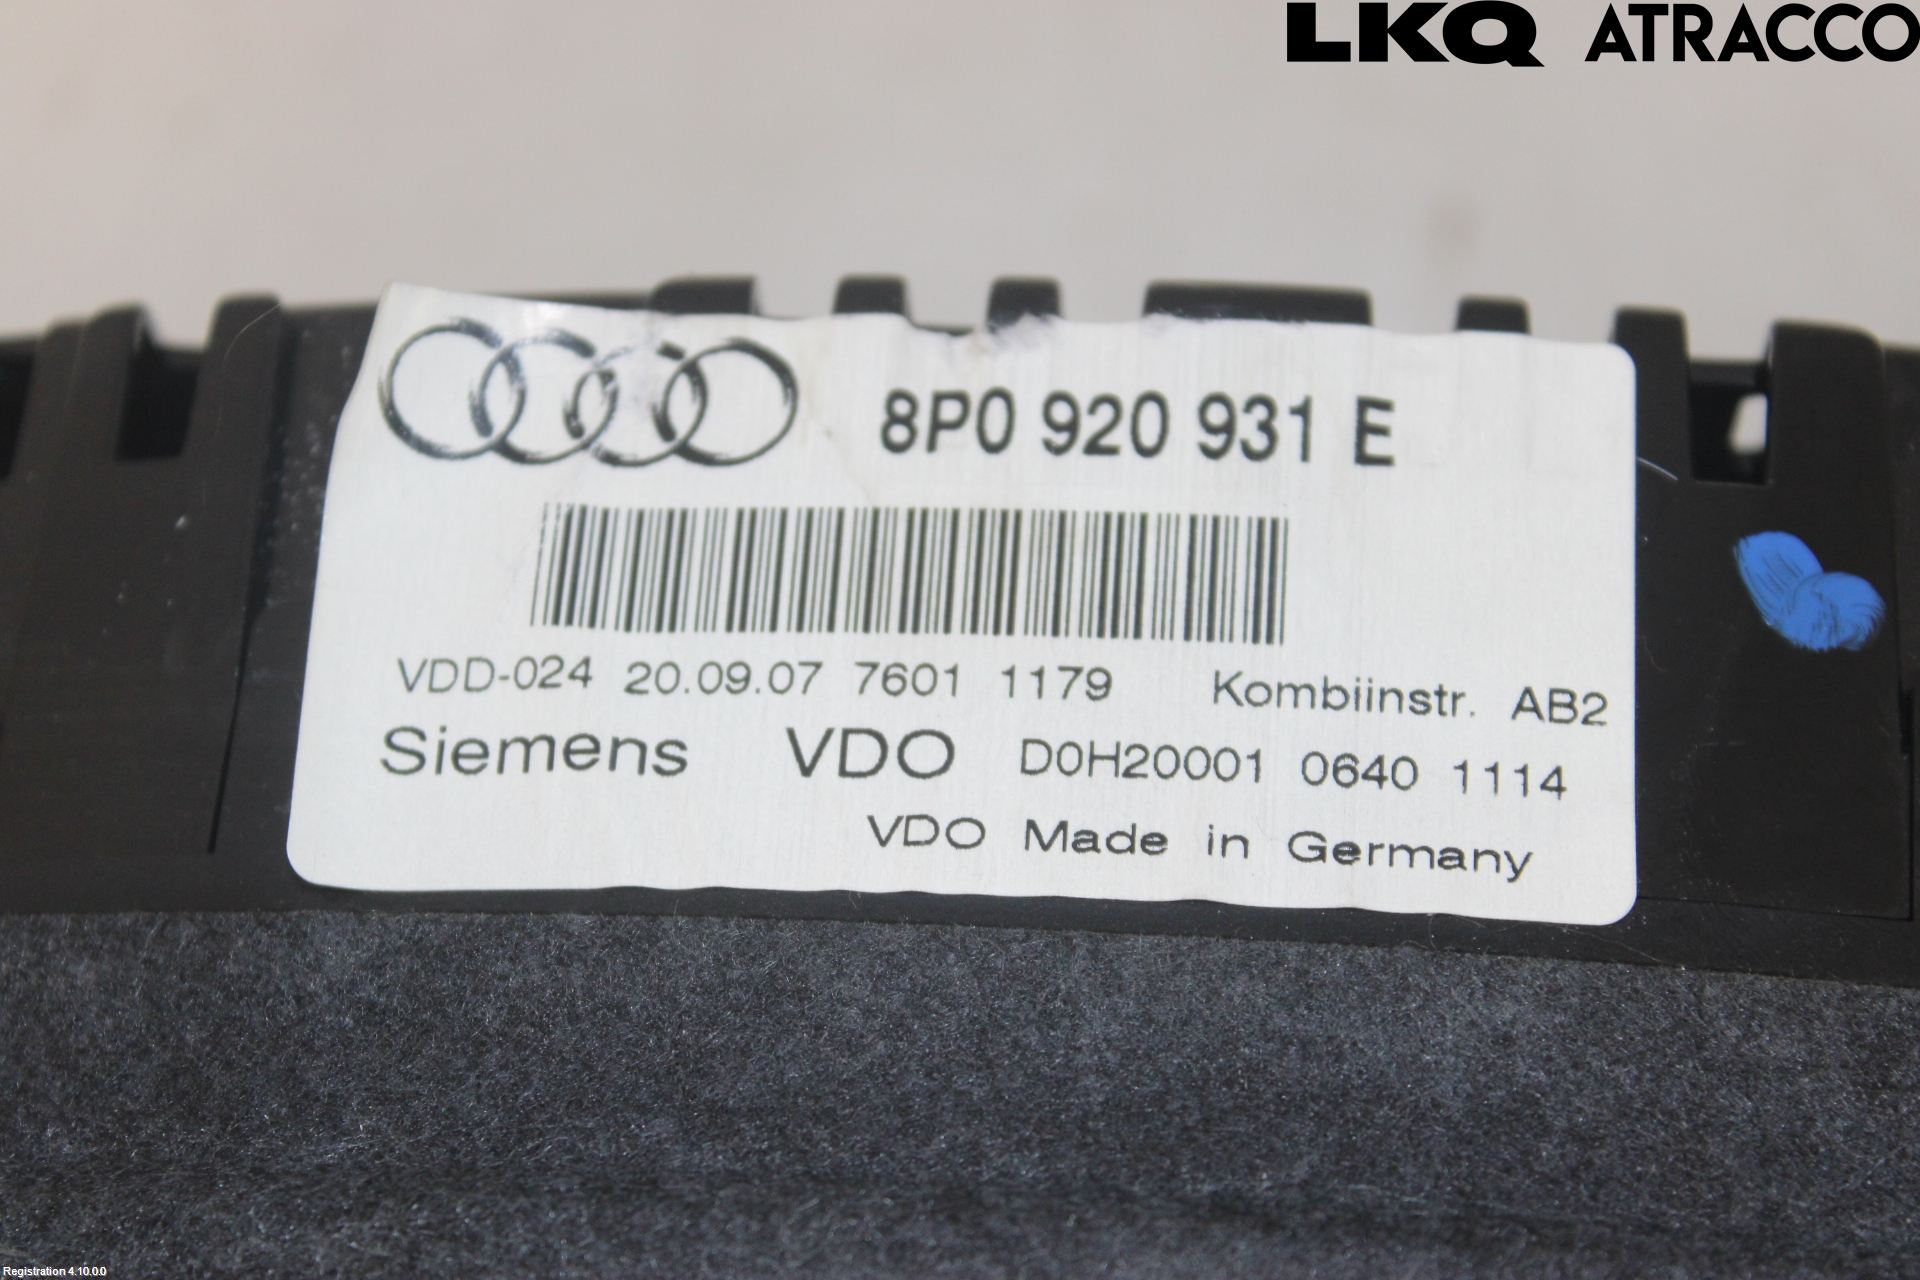 LKQ ATRACCO
8P0 920 931 E
VDD-024 20.09.07 7601 1179 Kombiinstr. AB2
Siemens VDO D0H20001 0640 1114
VDO Made in Germany
Registration 4.10.0.0